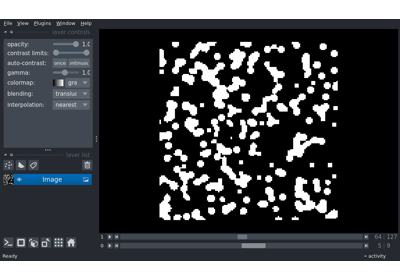 File View Plugins Window Help
layer controls
opacity: 1.0
contrast limits:
auto-contrast: once
gamma: 1.0
colormap: gra
blending: translu
interpolation: nearest
layer list
Image
1 64 127
0 5 9
Ready activity